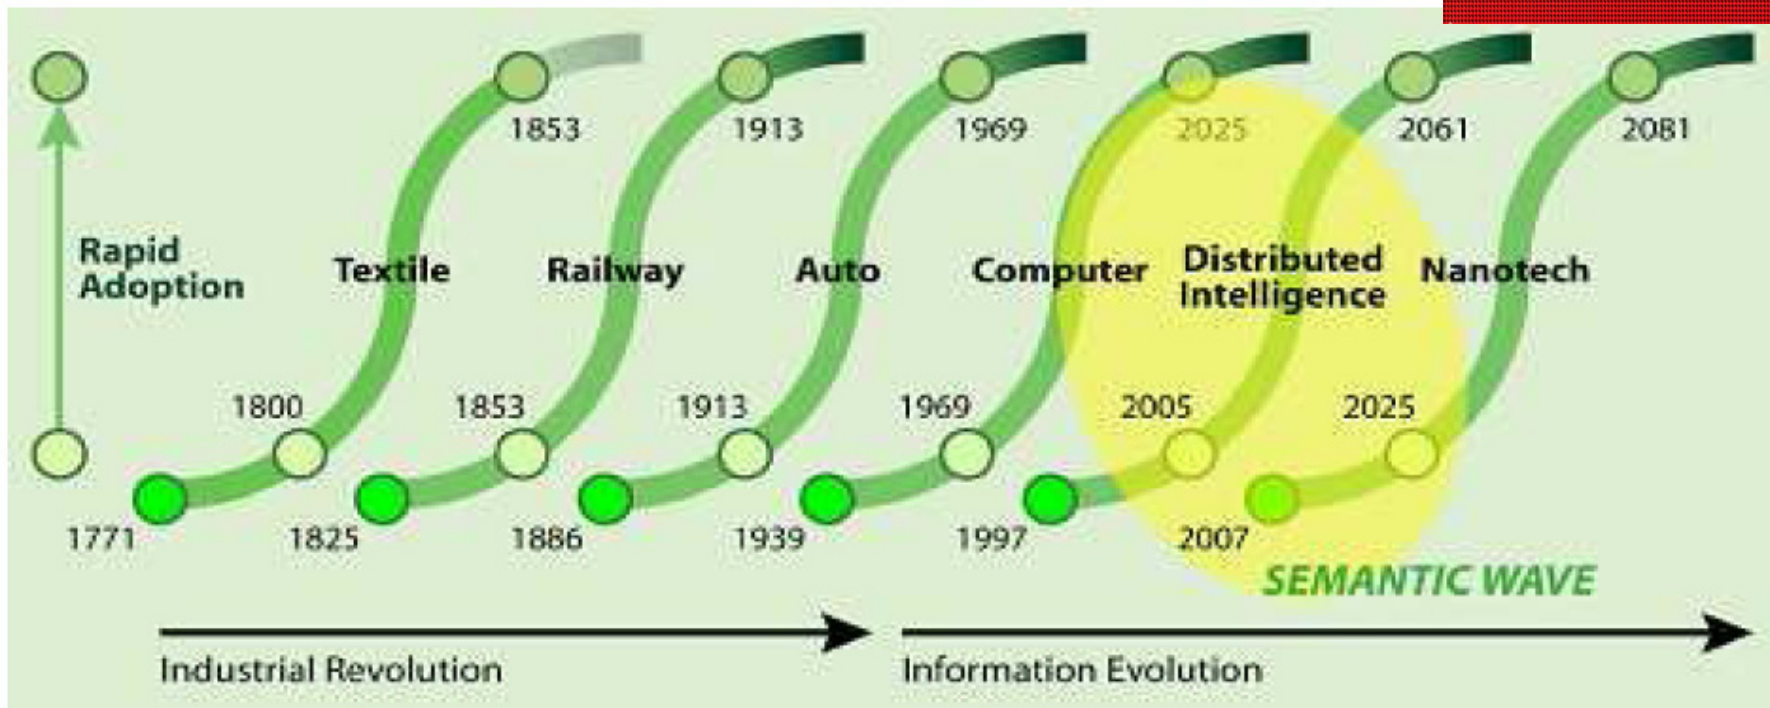 1853 1913 1969 2025 2061 2081
Rapid
Adoption
Textile Railway Auto Computer Distributed
Intelligence Nanotech
1800 1853 1913 1969 2005 2025
1771 1825 1886 1939 1997 2007
SEMANTIC WAVE
Industrial Revolution Information Evolution